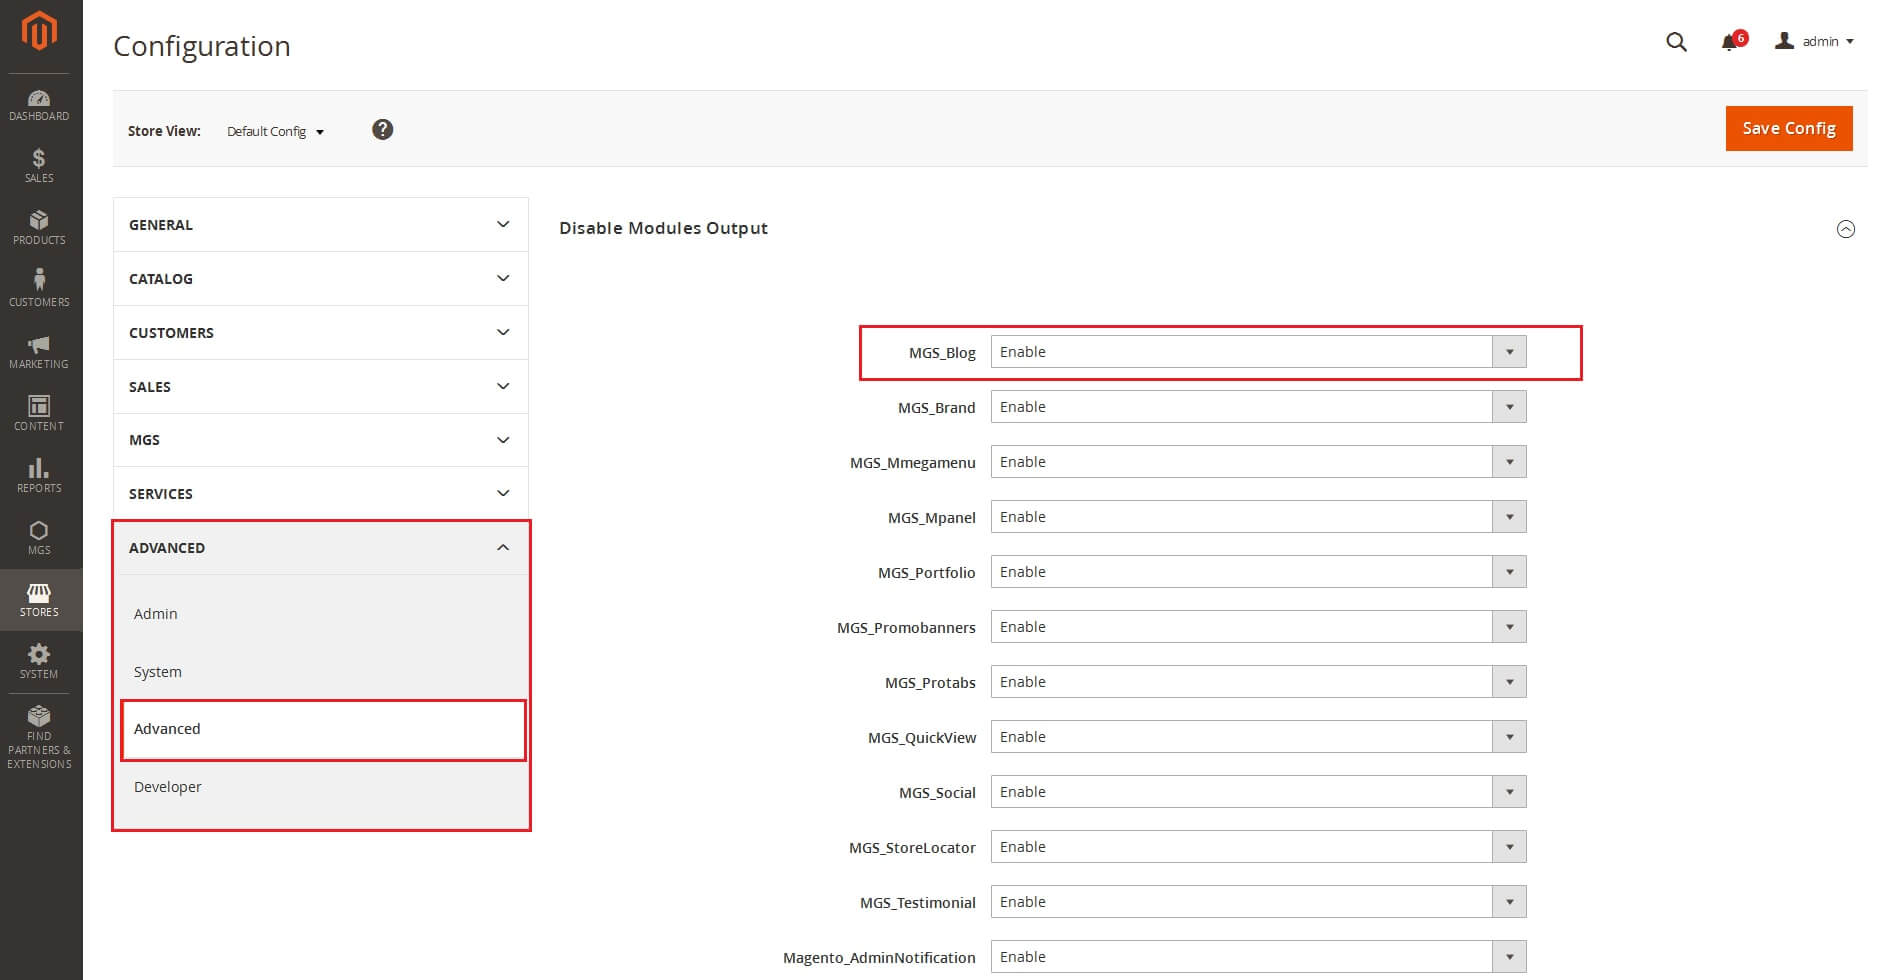 Configuration
6
admin
Store View:
Default Config
?
Save Config
DASHBOARD
$
SALES
PRODUCTS
CUSTOMERS
MARKETING
CONTENT
REPORTS
MGS
STORES
SYSTEM
FIND
PARTNERS &
EXTENSIONS
GENERAL
CATALOG
CUSTOMERS
SALES
MGS
SERVICES
ADVANCED
Admin
System
Advanced
Developer
Disable Modules Output
MGS_Blog Enable
MGS_Brand Enable
MGS_Mmegamenu Enable
MGS_Mpanel Enable
MGS_Portfolio Enable
MGS_Promobanners Enable
MGS_Protabs Enable
MGS_QuickView Enable
MGS_Social Enable
MGS_StoreLocator Enable
MGS_Testimonial Enable
Magento_AdminNotification Enable